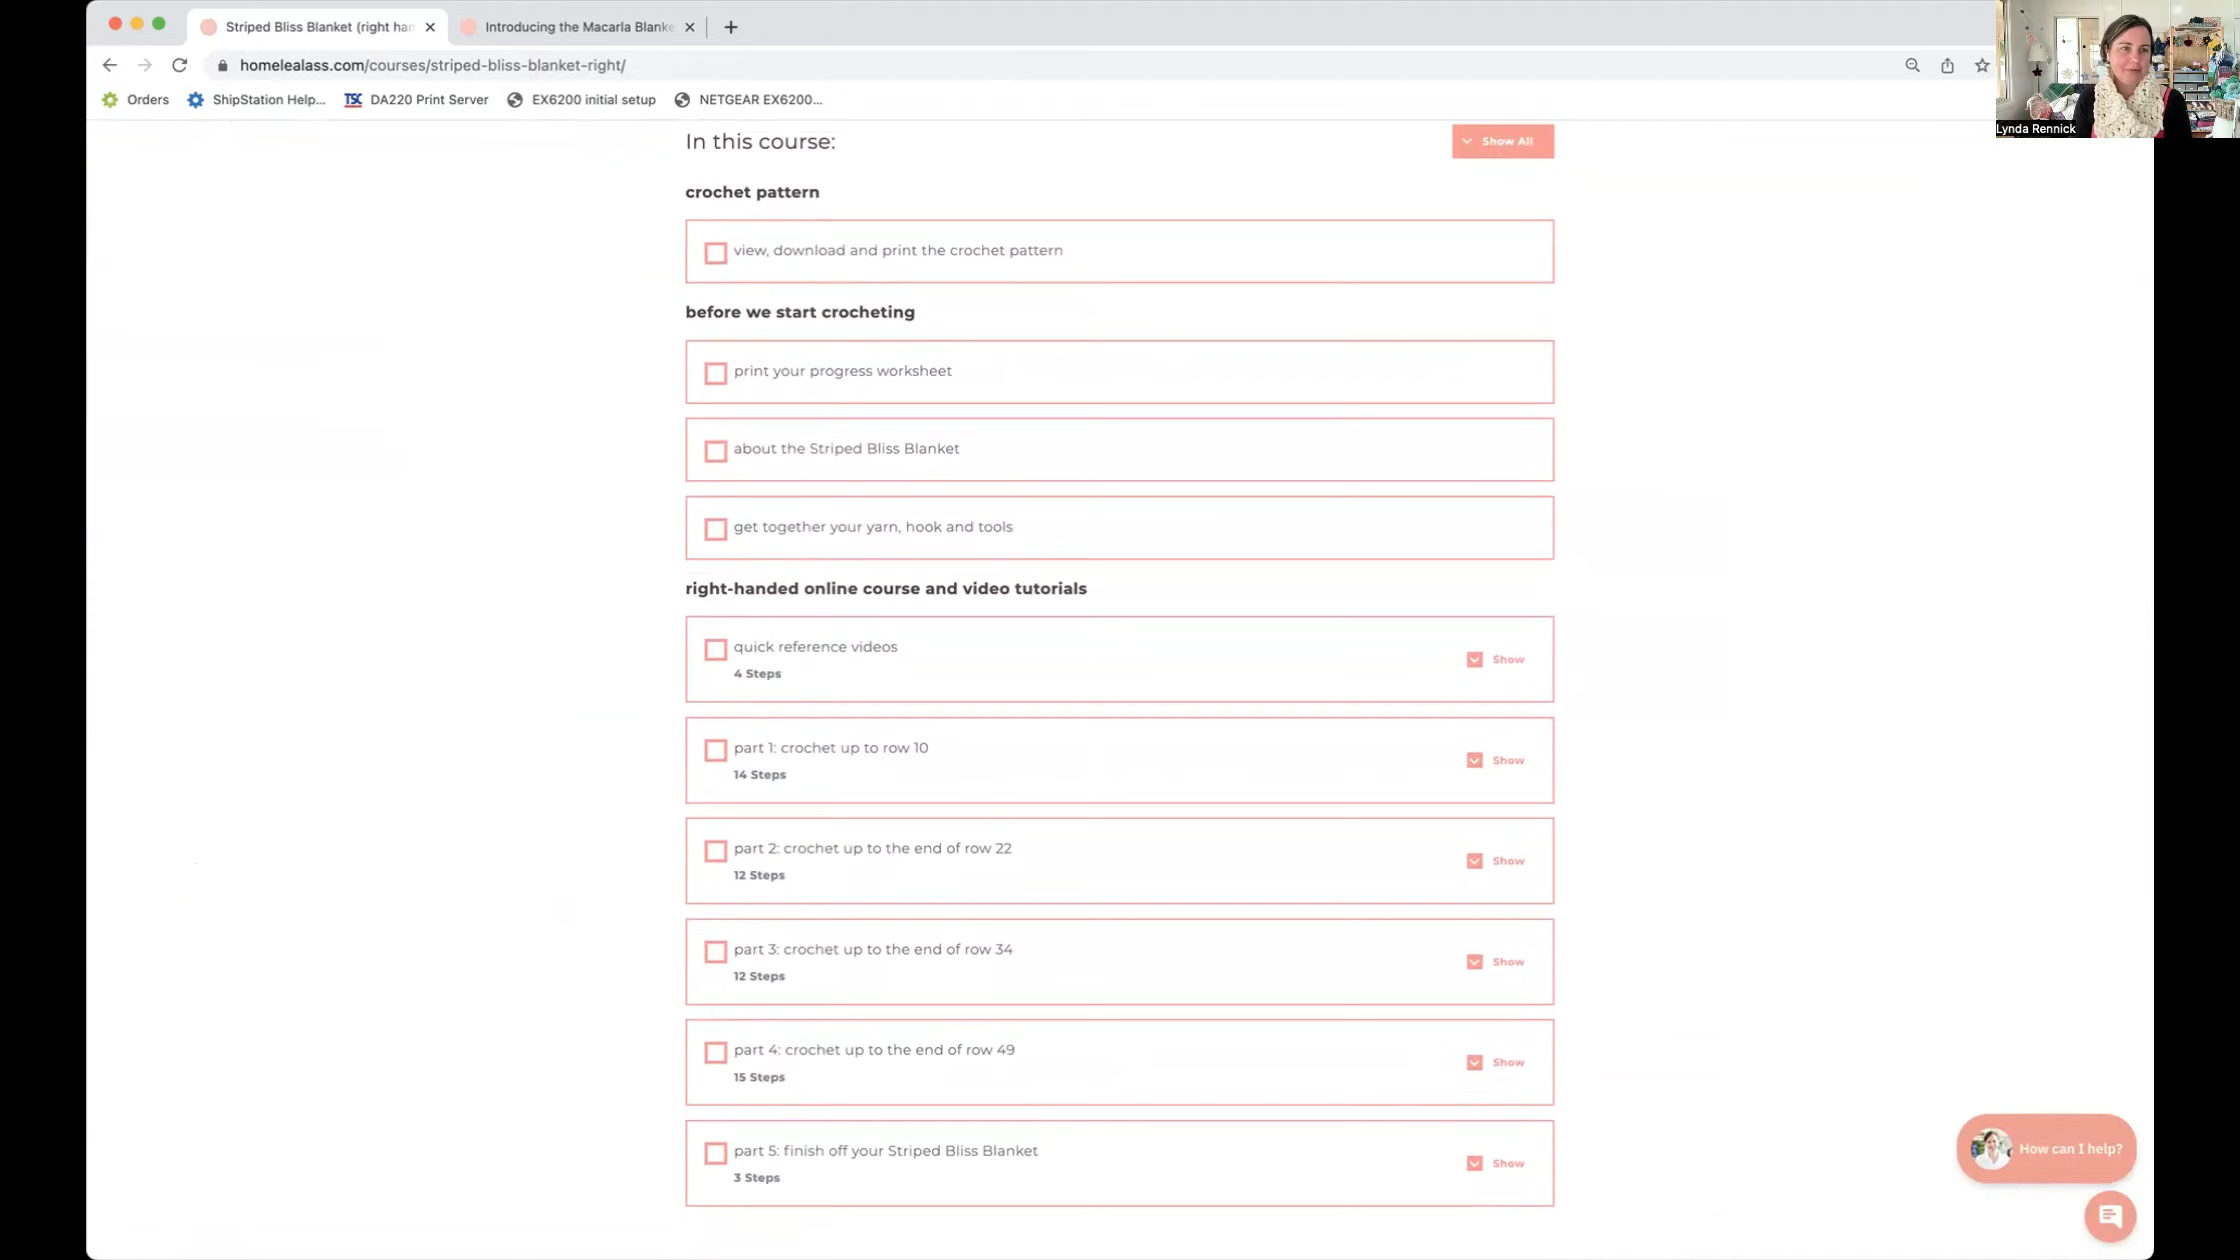 Striped Bliss Blanket (right han
Introducing the Macarla Blanke
homelealass.com/courses/striped-bliss-blanket-right/
Orders
ShipStation Help...
TSC
DA220 Print Server
EX6200 initial setup
NETGEAR EX6200...
Lynda Rennick
In this course:
Show All
crochet pattern
view, download and print the crochet pattern
before we start crocheting
print your progress worksheet
about the Striped Bliss Blanket
get together your yarn, hook and tools
right-handed online course and video tutorials
quick reference videos
4 Steps
Show
part 1: crochet up to row 10
14 Steps
Show
part 2: crochet up to the end of row 22
12 Steps
Show
part 3: crochet up to the end of row 34
12 Steps
Show
part 4: crochet up to the end of row 49
15 Steps
Show
part 5: finish off your Striped Bliss Blanket
3 Steps
Show
How can I help?